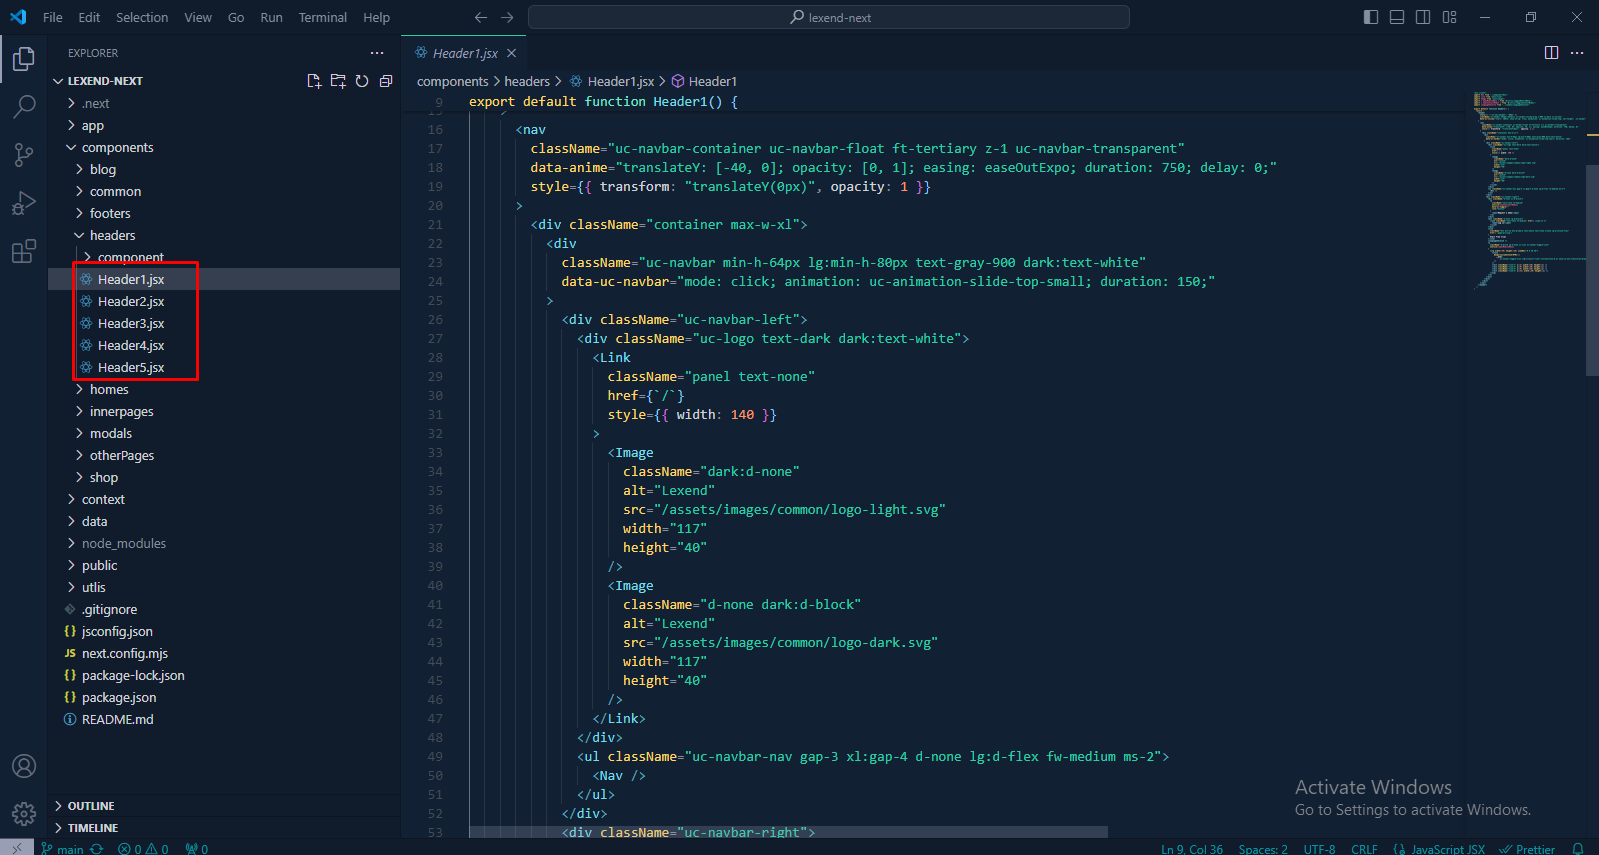 File Edit Selection View Go Run Terminal Help
lexend-next
EXPLORER
LEXEND-NEXT
.next
app
components
blog
common
footers
headers
component
Header1.jsx
Header2.jsx
Header3.jsx
Header4.jsx
Header5.jsx
homes
innerpages
modals
otherPages
shop
context
data
node_modules
public
utlis
.gitignore
jsconfig.json
JS next.config.mjs
package-lock.json
package.json
README.md
OUTLINE
TIMELINE
Header1.jsx
components > headers > Header1.jsx > Header1
9 export default function Header1() {
15 >
16 <nav
17 className="uc-navbar-container uc-navbar-float ft-tertiary z-1 uc-navbar-transparent"
18 data-anime="translateY: [-40, 0]; opacity: [0, 1]; easing: easeOutExpo; duration: 750; delay: 0;"
19 style={{ transform: "translateY(0px)", opacity: 1 }}
20 >
21 <div className="container max-w-xl">
22 <div
23 className="uc-navbar min-h-64px lg:min-h-80px text-gray-900 dark:text-white"
24 data-uc-navbar="mode: click; animation: uc-animation-slide-top-small; duration: 150;"
25 >
26 <div className="uc-navbar-left">
27 <div className="uc-logo text-dark dark:text-white">
28 <Link
29 className="panel text-none"
30 href={`/`}
31 style={{ width: 140 }}
32 >
33 <Image
34 className="dark:d-none"
35 alt="Lexend"
36 src="/assets/images/common/logo-light.svg"
37 width="117"
38 height="40"
39 />
40 <Image
41 className="d-none dark:d-block"
42 alt="Lexend"
43 src="/assets/images/common/logo-dark.svg"
44 width="117"
45 height="40"
46 />
47 </Link>
48 </div>
49 <ul className="uc-navbar-nav gap-3 xl:gap-4 d-none lg:d-flex fw-medium ms-2">
50 <Nav />
51 </ul>
52 </div>
53 <div className="uc-navbar-right">
Activate Windows
Go to Settings to activate Windows.
main 0 0 0 Ln 9, Col 36 Spaces: 2 UTF-8 CRLF {} JavaScript JSX Prettier